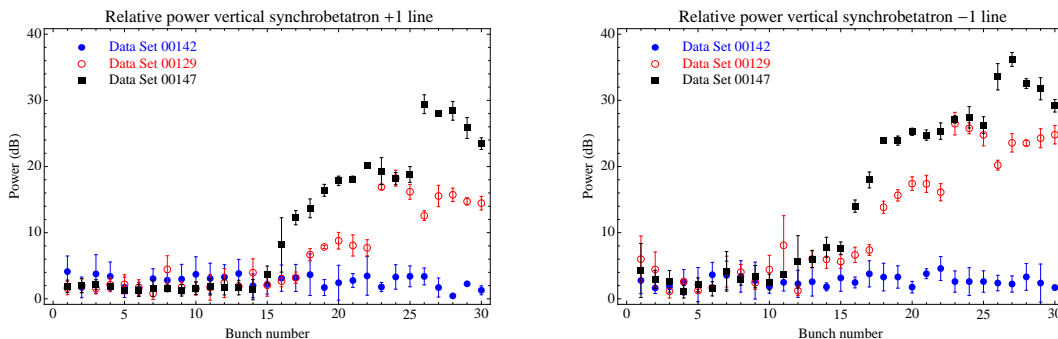 Relative power vertical synchrobetatron +1 line
Data Set 00142
Data Set 00129
Data Set 00147
Power (dB)
40
30
20
10
0
0 5 10 15 20 25 30
Bunch number
Relative power vertical synchrobetatron −1 line
Data Set 00142
Data Set 00129
Data Set 00147
Power (dB)
40
30
20
10
0
0 5 10 15 20 25 30
Bunch number